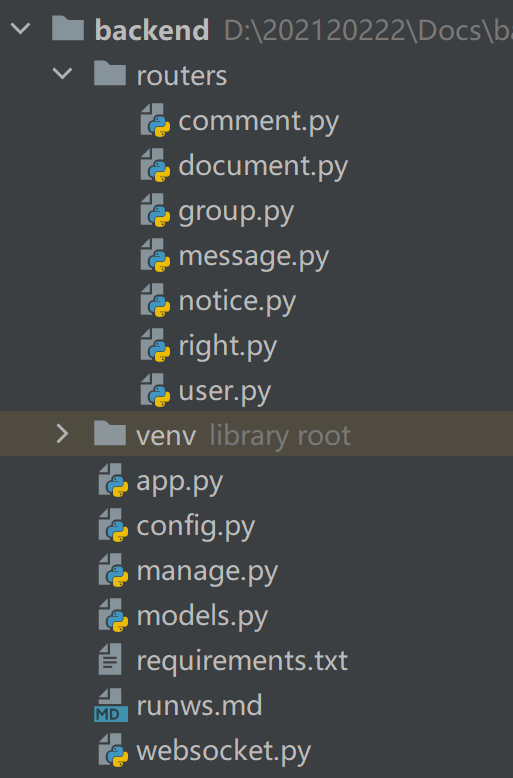 backend D:\202120222\Docs\ba
routers
comment.py
document.py
group.py
message.py
notice.py
right.py
user.py
venv library root
app.py
config.py
manage.py
models.py
requirements.txt
MD runws.md
websocket.py